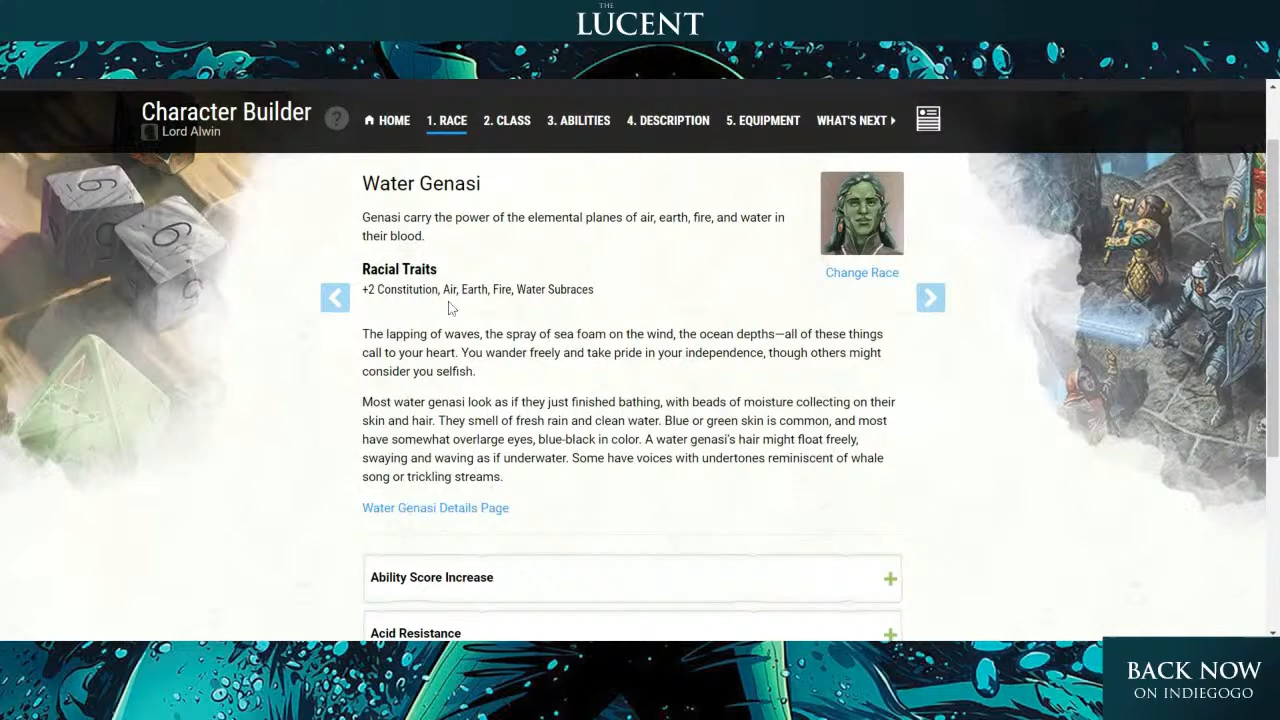 THE
LUCENT
Character Builder
Lord Alwin
?
HOME
1. RACE
2. CLASS
3. ABILITIES
4. DESCRIPTION
5. EQUIPMENT
WHAT'S NEXT
Water Genasi
Genasi carry the power of the elemental planes of air, earth, fire, and water in
their blood.
Change Race
Racial Traits
+2 Constitution, Air, Earth, Fire, Water Subraces
The lapping of waves, the spray of sea foam on the wind, the ocean depths—all of these things
call to your heart. You wander freely and take pride in your independence, though others might
consider you selfish.
Most water genasi look as if they just finished bathing, with beads of moisture collecting on their
skin and hair. They smell of fresh rain and clean water. Blue or green skin is common, and most
have somewhat overlarge eyes, blue-black in color. A water genasi's hair might float freely,
swaying and waving as if underwater. Some have voices with undertones reminiscent of whale
song or trickling streams.
Water Genasi Details Page
Ability Score Increase
Acid Resistance
BACK NOW
ON INDIEGOGO